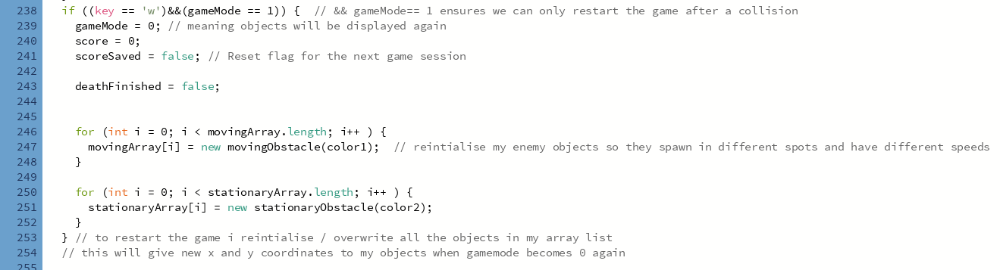 238 if ((key == 'w')&&(gameMode == 1)) { // && gameMode== 1 ensures we can only restart the game after a collision
239 gameMode = 0; // meaning objects will be displayed again
240 score = 0;
241 scoreSaved = false; // Reset flag for the next game session
242
243 deathFinished = false;
244
245
246 for (int i = 0; i < movingArray.length; i++ ) {
247 movingArray[i] = new movingObstacle(color1); // reintialise my enemy objects so they spawn in different spots and have different speeds
248 }
249
250 for (int i = 0; i < stationaryArray.length; i++ ) {
251 stationaryArray[i] = new stationaryObstacle(color2);
252 }
253 } // to restart the game i reintialise / overwrite all the objects in my array list
254 // this will give new x and y coordinates to my objects when gamemode becomes 0 again
255